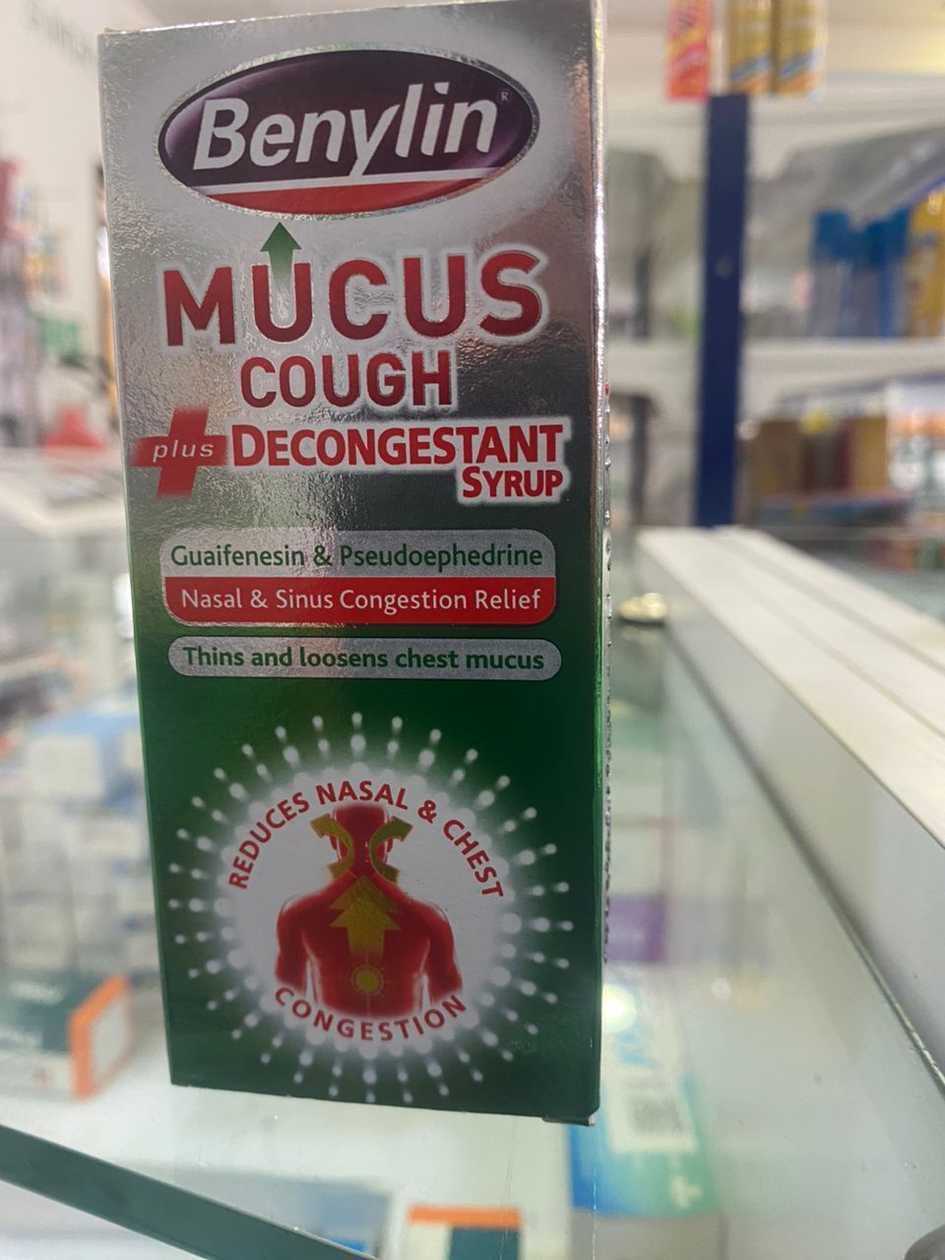 Benylin®
MUCUS
COUGH
plus DECONGESTANT
SYRUP
Guaifenesin & Pseudoephedrine
Nasal & Sinus Congestion Relief
Thins and loosens chest mucus
REDUCES NASAL & CHEST
CONGESTION